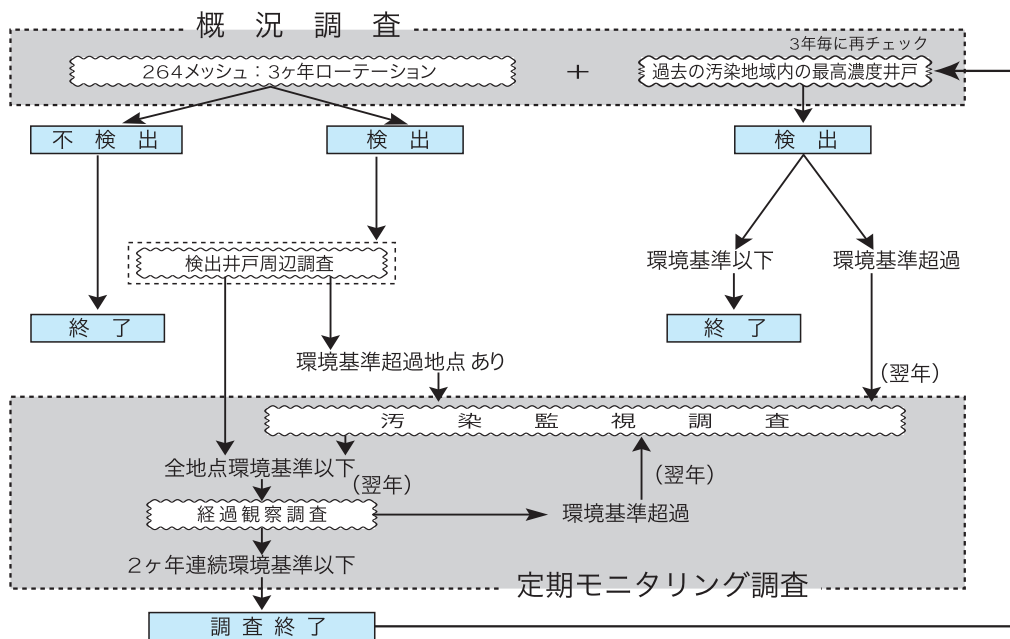 概況調査
3年毎に再チェック
264メッシュ：3ヶ年ローテーション
＋
過去の汚染地域内の最高濃度井戸
不検出
検出
検出
検出井戸周辺調査
環境基準以下
環境基準超過
終了
終了
環境基準超過地点 あり
（翌年）
汚染監視調査
全地点環境基準以下
（翌年）
（翌年）
経過観察調査
環境基準超過
2ヶ年連続環境基準以下
定期モニタリング調査
調査終了